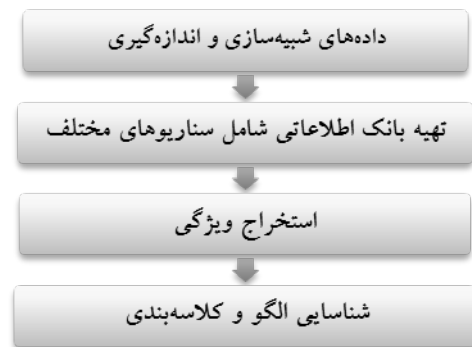 داده‌های شبیه‌سازی و اندازه‌گیری
تهیه بانک اطلاعاتی شامل سناریوهای مختلف
استخراج ویژگی
شناسایی الگو و کلاسه‌بندی